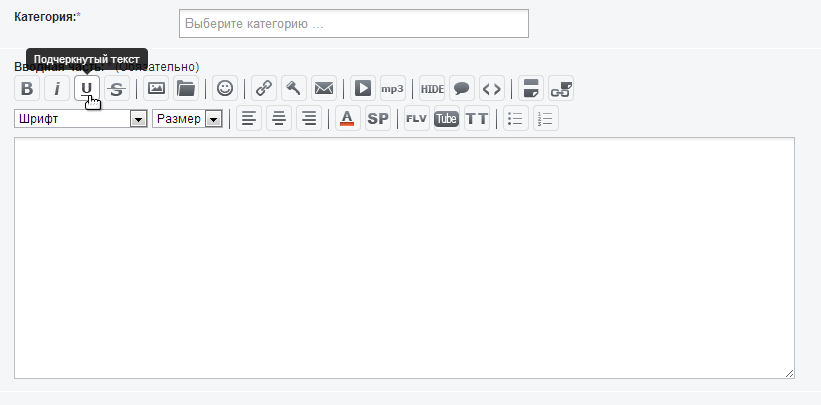 Категория:*
Выберите категорию ...
Подчеркнутый текст
Вводная часть: *(Обязательно)
B i U S mp3 HIDE <>
Шрифт Размер A SP FLV Tube TT